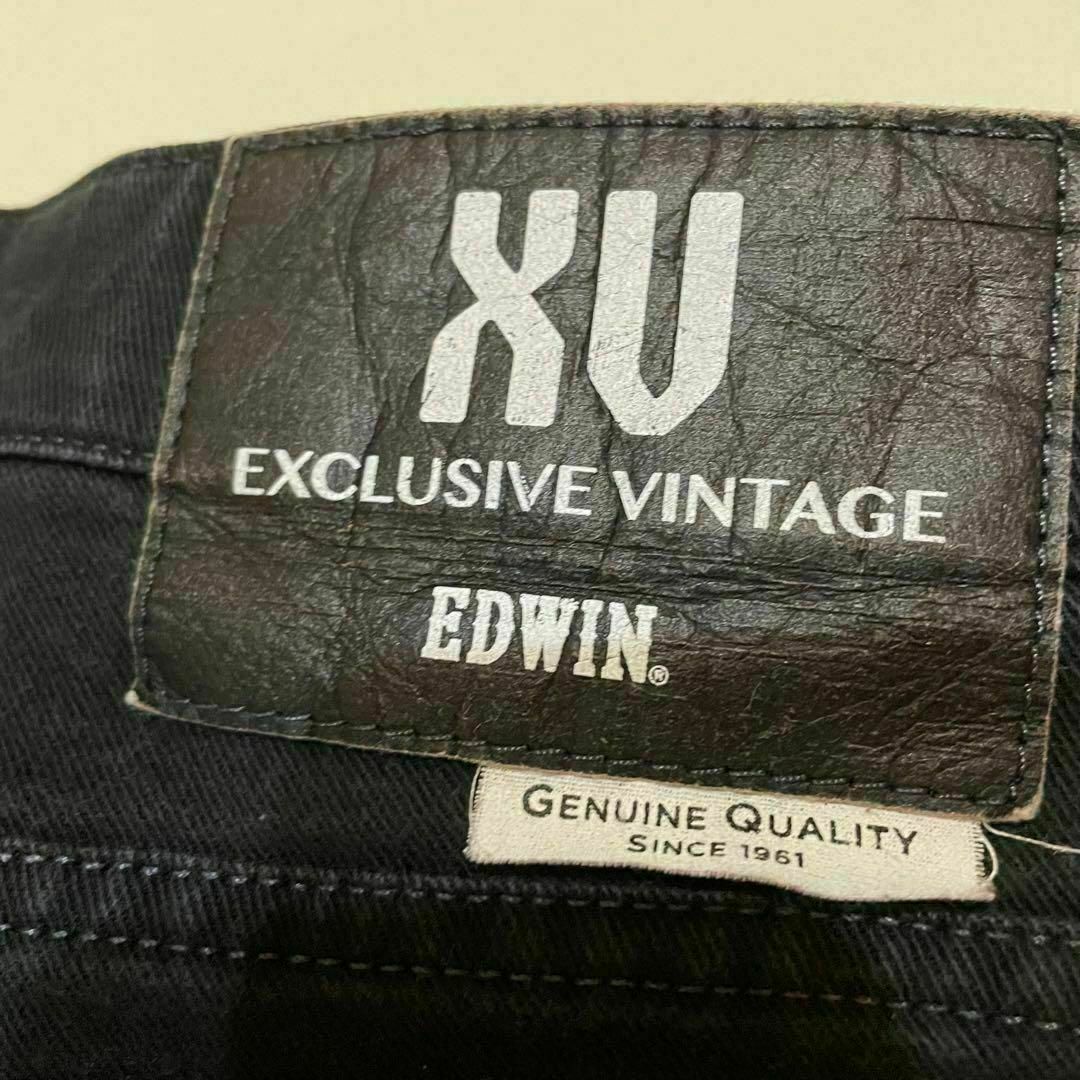 XV
EXCLUSIVE VINTAGE
EDWIN®
GENUINE QUALITY
SINCE 1961